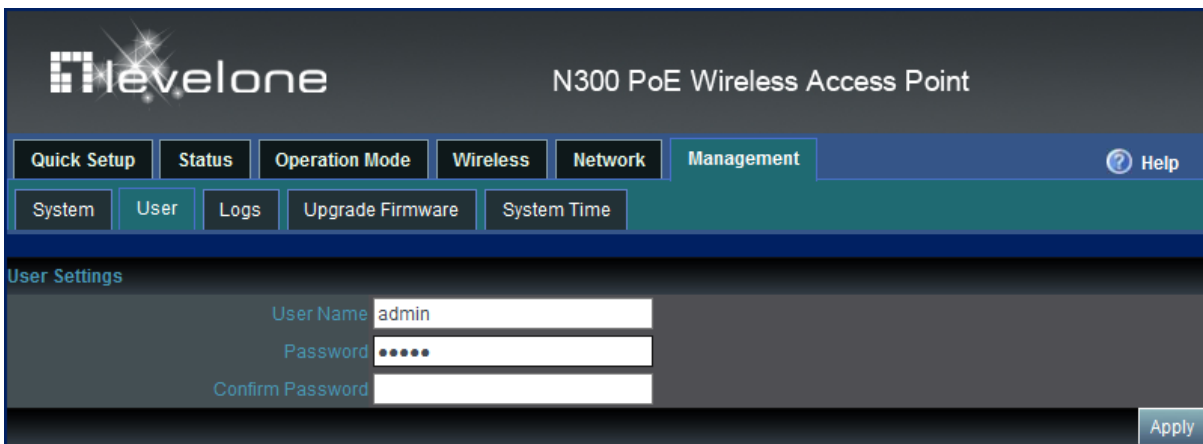 levelone
N300 PoE Wireless Access Point
Quick Setup Status Operation Mode Wireless Network Management ? Help
System User Logs Upgrade Firmware System Time
User Settings
User Name admin
Password •••••
Confirm Password
Apply